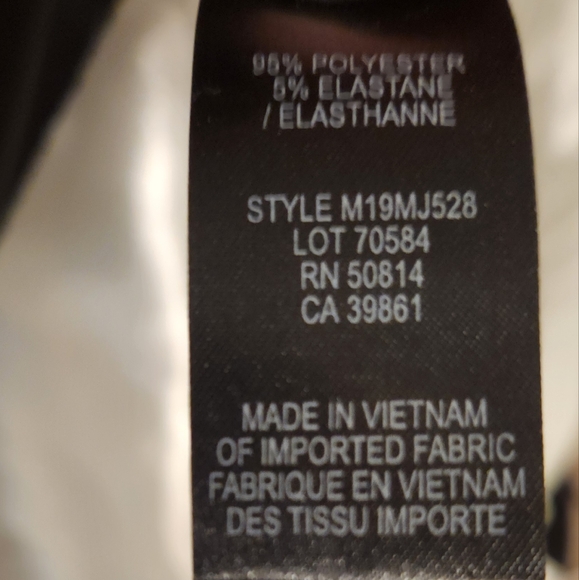 95% POLYESTER
5% ELASTANE
/ ELASTHANNE
STYLE M19MJ528
LOT 70584
RN 50814
CA 39861
MADE IN VIETNAM
OF IMPORTED FABRIC
FABRIQUE EN VIETNAM
DES TISSU IMPORTE